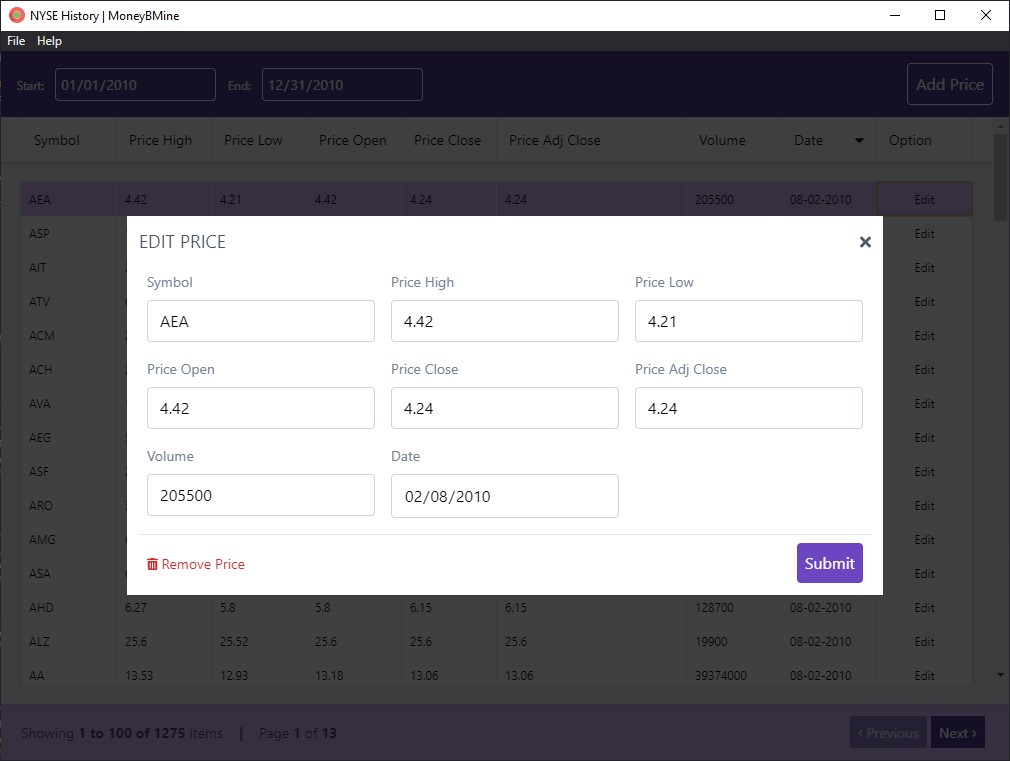 NYSE History | MoneyBMine
File Help
Start: 01/01/2010 End: 12/31/2010 Add Price
Symbol Price High Price Low Price Open Price Close Price Adj Close Volume Date Option
AEA 4.42 4.21 4.42 4.24 4.24 205500 08-02-2010 Edit
ASP Edit
AIT Edit
ATV Edit
ACM Edit
ACH Edit
AVA Edit
AEG Edit
ASF Edit
ARO Edit
AMG Edit
ASA Edit
EDIT PRICE
Symbol Price High Price Low
AEA 4.42 4.21
Price Open Price Close Price Adj Close
4.42 4.24 4.24
Volume Date
205500 02/08/2010
Remove Price Submit
AHD 6.27 5.8 5.8 6.15 6.15 128700 08-02-2010 Edit
ALZ 25.6 25.52 25.6 25.6 25.6 19900 08-02-2010 Edit
AA 13.53 12.93 13.18 13.06 13.06 39374000 08-02-2010 Edit
Showing 1 to 100 of 1275 items | Page 1 of 13 ‹ Previous Next ›